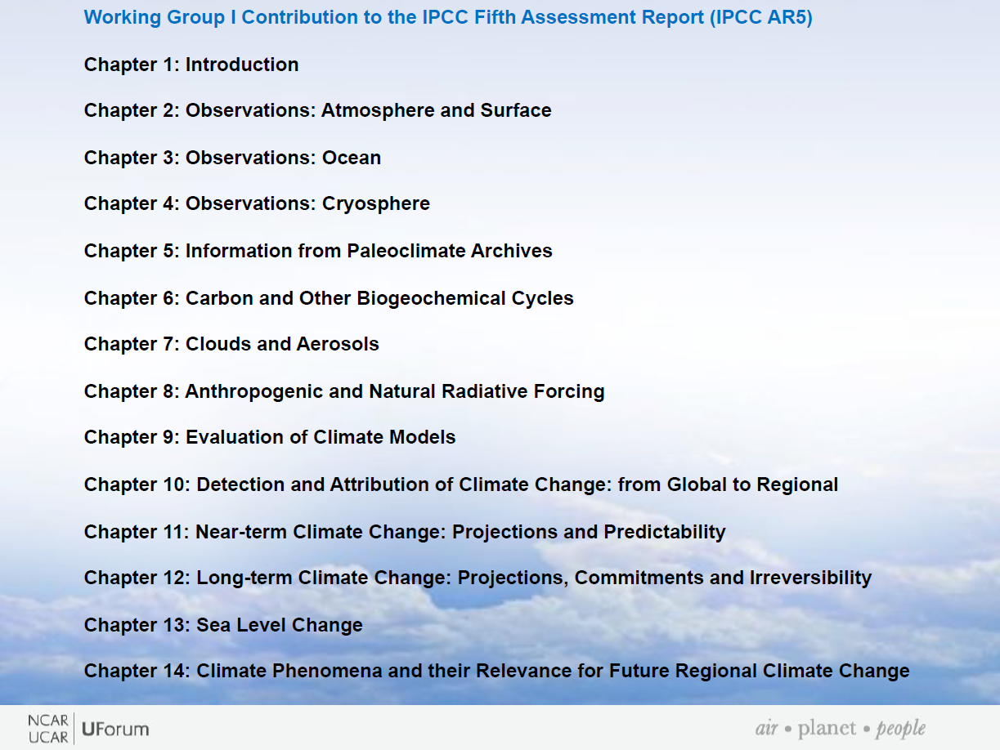 Working Group I Contribution to the IPCC Fifth Assessment Report (IPCC AR5)
Chapter 1: Introduction
Chapter 2: Observations: Atmosphere and Surface
Chapter 3: Observations: Ocean
Chapter 4: Observations: Cryosphere
Chapter 5: Information from Paleoclimate Archives
Chapter 6: Carbon and Other Biogeochemical Cycles
Chapter 7: Clouds and Aerosols
Chapter 8: Anthropogenic and Natural Radiative Forcing
Chapter 9: Evaluation of Climate Models
Chapter 10: Detection and Attribution of Climate Change: from Global to Regional
Chapter 11: Near-term Climate Change: Projections and Predictability
Chapter 12: Long-term Climate Change: Projections, Commitments and Irreversibility
Chapter 13: Sea Level Change
Chapter 14: Climate Phenomena and their Relevance for Future Regional Climate Change
NCAR
UCAR
UForum
air • planet • people